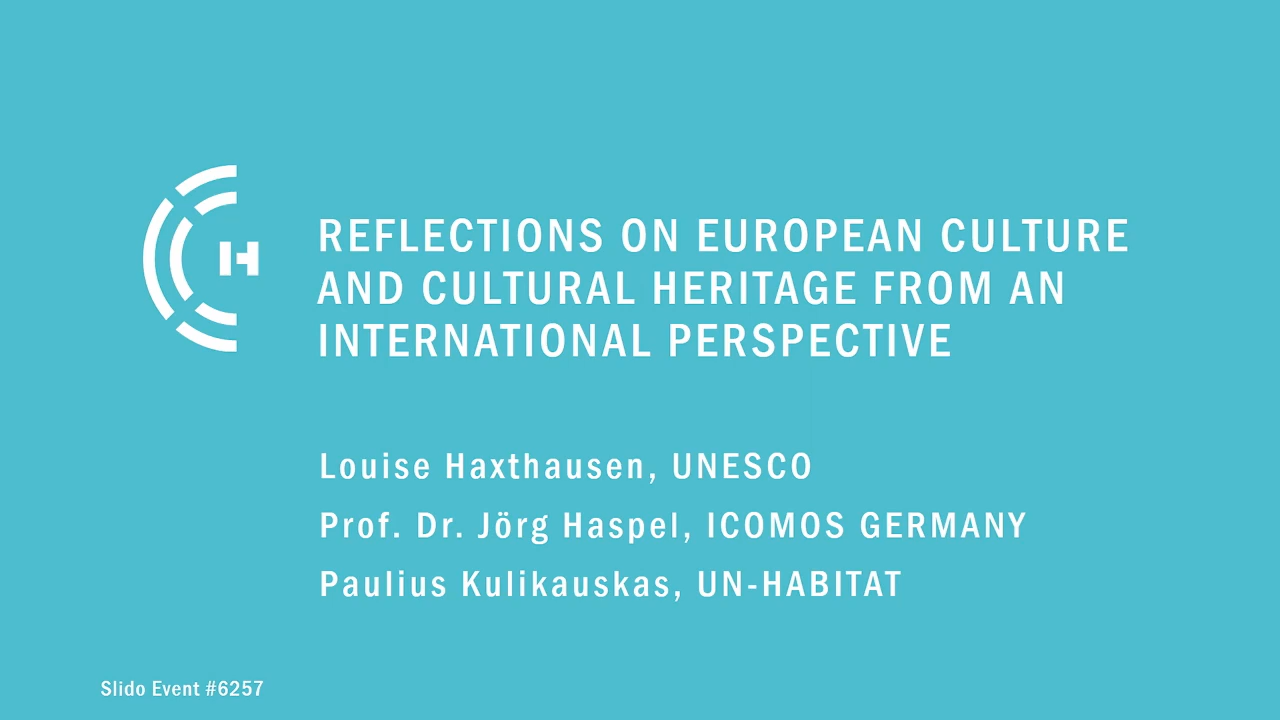 H
REFLECTIONS ON EUROPEAN CULTURE
AND CULTURAL HERITAGE FROM AN
INTERNATIONAL PERSPECTIVE
Louise Haxthausen, UNESCO
Prof. Dr. Jörg Haspel, ICOMOS GERMANY
Paulius Kulikauskas, UN-HABITAT
Slido Event #6257